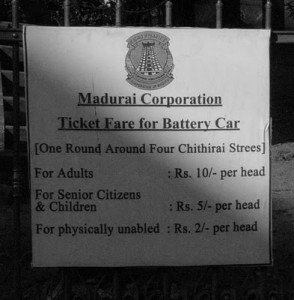 Madurai Corporation
Ticket Fare for Battery Car
[One Round Around Four Chithirai Strees]
For Adults : Rs. 10/- per head
For Senior Citizens
& Children : Rs. 5/- per head
For physically unabled : Rs. 2/- per head